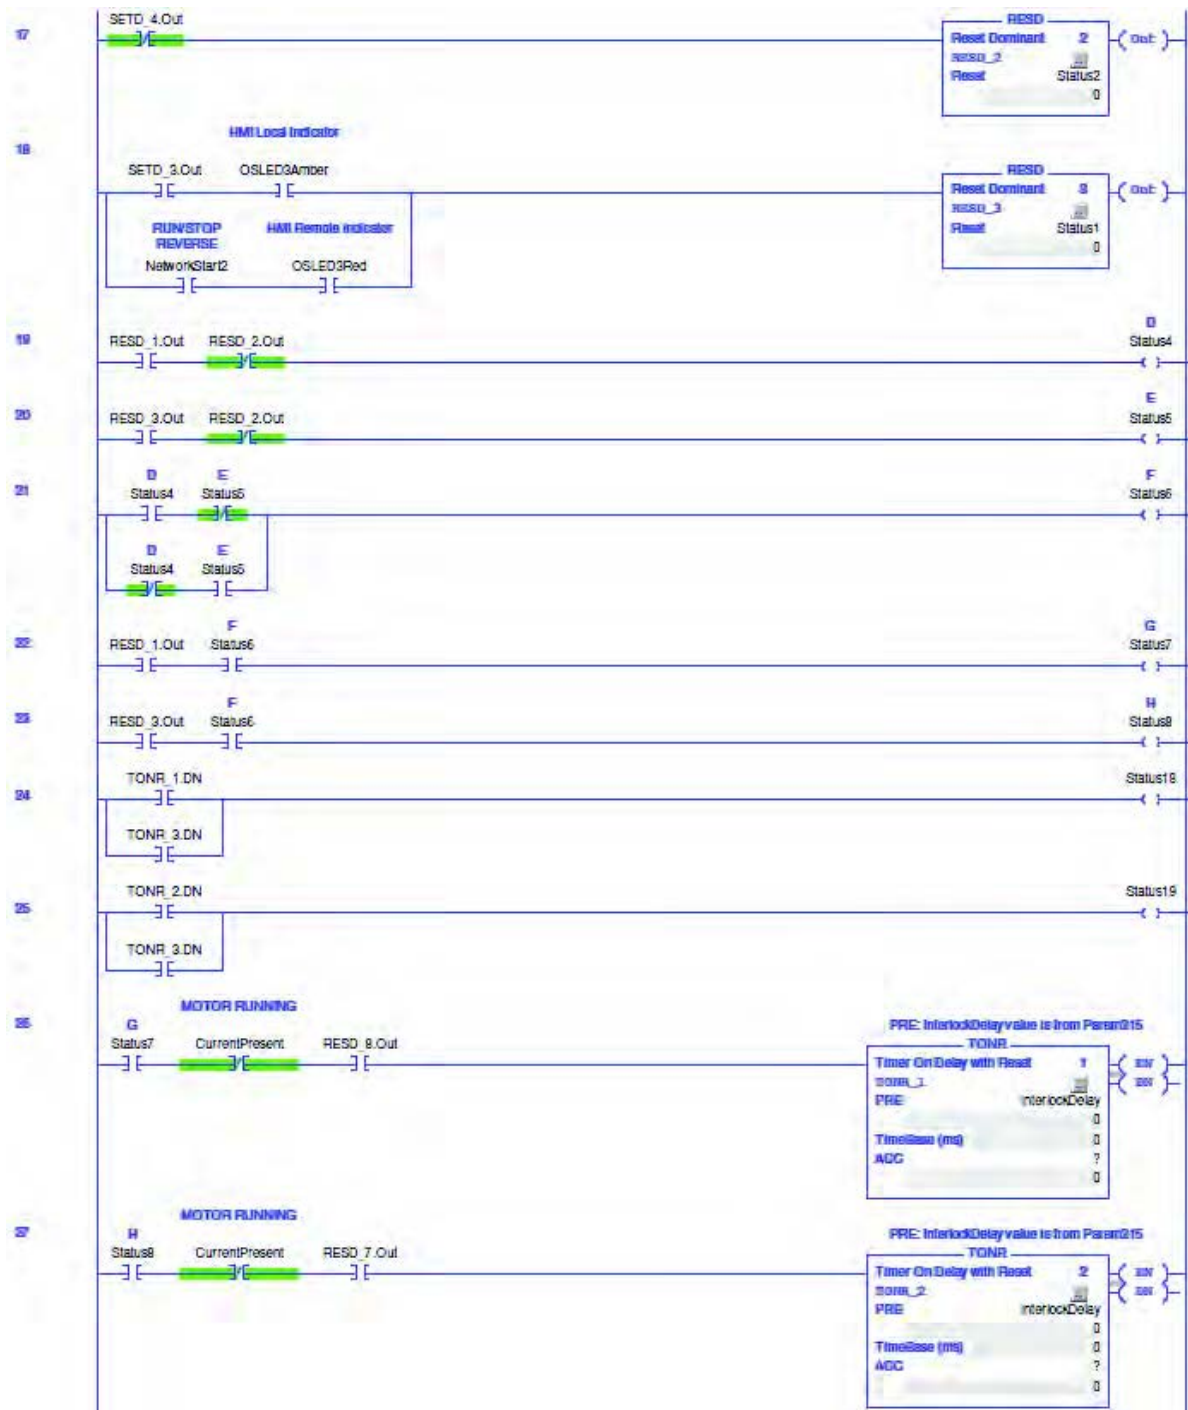 SETD_4.Out
RESD
17
Reset Dominant 2
Out
RESD_2
Reset Status2
0
HMI Local Indicator
18
SETD_3.Out OSLED3Amber
RESD
Reset Dominant 3
Out
RESD_3
Reset Status1
0
RUN/STOP REVERSE
HMI Remote Indicator
NetworkStart2 OSLED3Red
D
19
RESD_1.Out RESD_2.Out Status4
E
20
RESD_3.Out RESD_2.Out Status5
D E F
21
Status4 Status5 Status6
D E
Status4 Status5
F G
22
RESD_1.Out Status6 Status7
F H
23
RESD_3.Out Status6 Status8
TONR_1.DN Status18
24
TONR_3.DN
TONR_2.DN Status19
25
TONR_3.DN
MOTOR RUNNING
26
G
PRE: InterlockDelay value is from Param215
Status7 CurrentPresent RESD_8.Out
TONR
Timer On Delay with Reset 1
EN
TONR_1
DN
PRE InterlockDelay
0
TimeBase (ms) 0
ACC ?
0
MOTOR RUNNING
27
H
PRE: InterlockDelay value is from Param215
Status8 CurrentPresent RESD_7.Out
TONR
Timer On Delay with Reset 2
EN
TONR_2
DN
PRE InterlockDelay
0
TimeBase (ms) 0
ACC ?
0